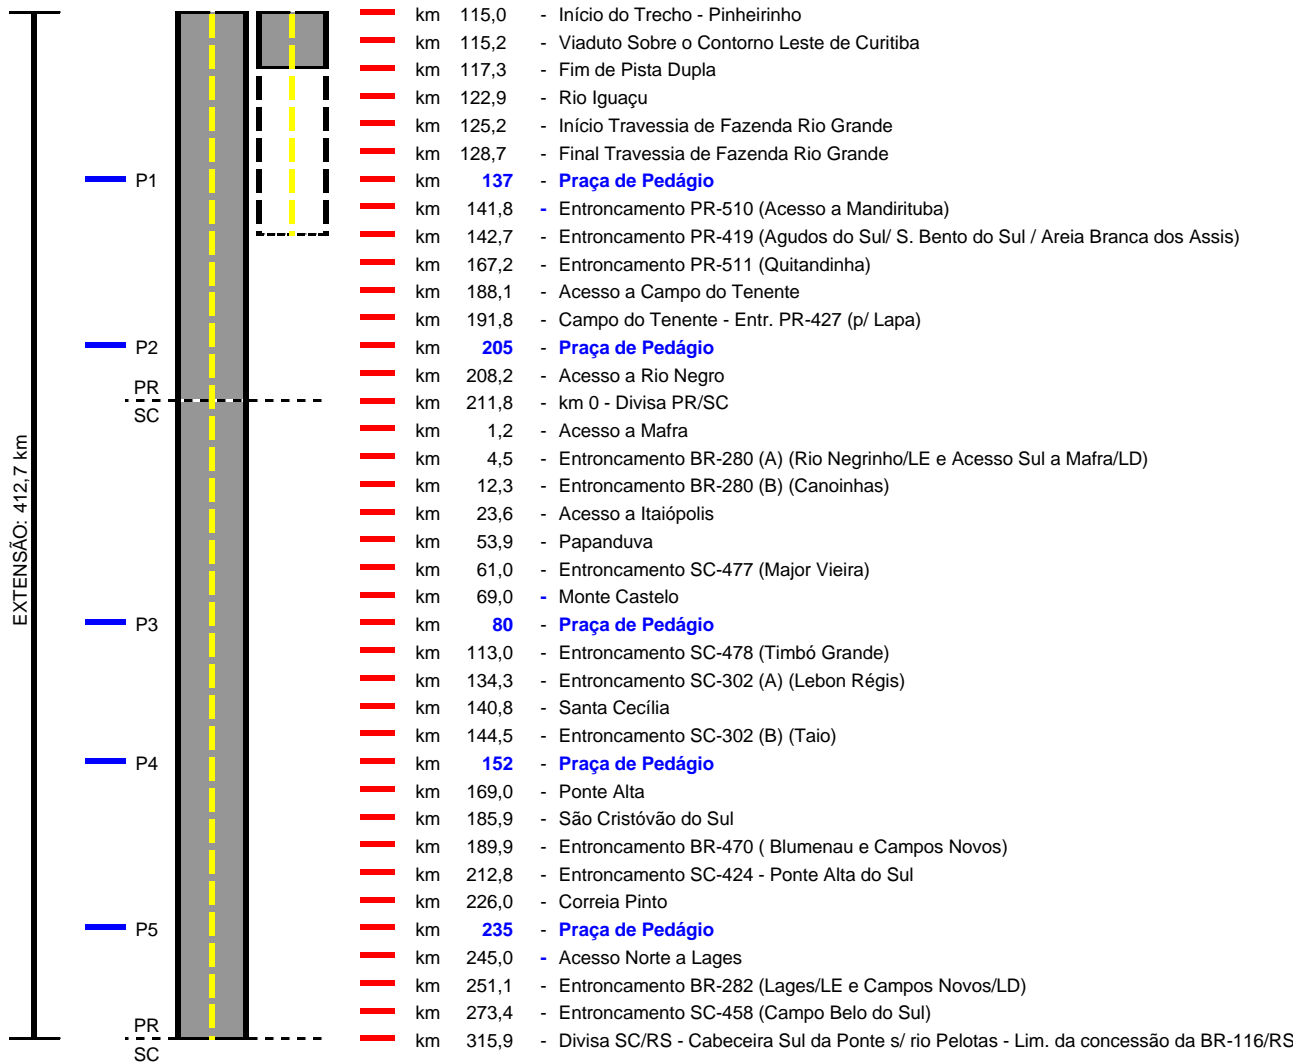 km 115,0 - Início do Trecho - Pinheirinho
km 115,2 - Viaduto Sobre o Contorno Leste de Curitiba
km 117,3 - Fim de Pista Dupla
km 122,9 - Rio Iguaçu
km 125,2 - Início Travessia de Fazenda Rio Grande
km 128,7 - Final Travessia de Fazenda Rio Grande
P1 km 137 - Praça de Pedágio
km 141,8 - Entroncamento PR-510 (Acesso a Mandirituba)
km 142,7 - Entroncamento PR-419 (Agudos do Sul/ S. Bento do Sul / Areia Branca dos Assis)
km 167,2 - Entroncamento PR-511 (Quitandinha)
km 188,1 - Acesso a Campo do Tenente
km 191,8 - Campo do Tenente - Entr. PR-427 (p/ Lapa)
P2 km 205 - Praça de Pedágio
km 208,2 - Acesso a Rio Negro
PR
km 211,8 - km 0 - Divisa PR/SC
SC
km 1,2 - Acesso a Mafra
km 4,5 - Entroncamento BR-280 (A) (Rio Negrinho/LE e Acesso Sul a Mafra/LD)
km 12,3 - Entroncamento BR-280 (B) (Canoinhas)
km 23,6 - Acesso a Itaiópolis
EXTENSÃO: 412,7 km
km 53,9 - Papanduva
km 61,0 - Entroncamento SC-477 (Major Vieira)
km 69,0 - Monte Castelo
P3 km 80 - Praça de Pedágio
km 113,0 - Entroncamento SC-478 (Timbó Grande)
km 134,3 - Entroncamento SC-302 (A) (Lebon Régis)
km 140,8 - Santa Cecília
km 144,5 - Entroncamento SC-302 (B) (Taio)
P4 km 152 - Praça de Pedágio
km 169,0 - Ponte Alta
km 185,9 - São Cristóvão do Sul
km 189,9 - Entroncamento BR-470 ( Blumenau e Campos Novos)
km 212,8 - Entroncamento SC-424 - Ponte Alta do Sul
km 226,0 - Correia Pinto
P5 km 235 - Praça de Pedágio
km 245,0 - Acesso Norte a Lages
km 251,1 - Entroncamento BR-282 (Lages/LE e Campos Novos/LD)
km 273,4 - Entroncamento SC-458 (Campo Belo do Sul)
PR
km 315,9 - Divisa SC/RS - Cabeceira Sul da Ponte s/ rio Pelotas - Lim. da concessão da BR-116/RS
SC